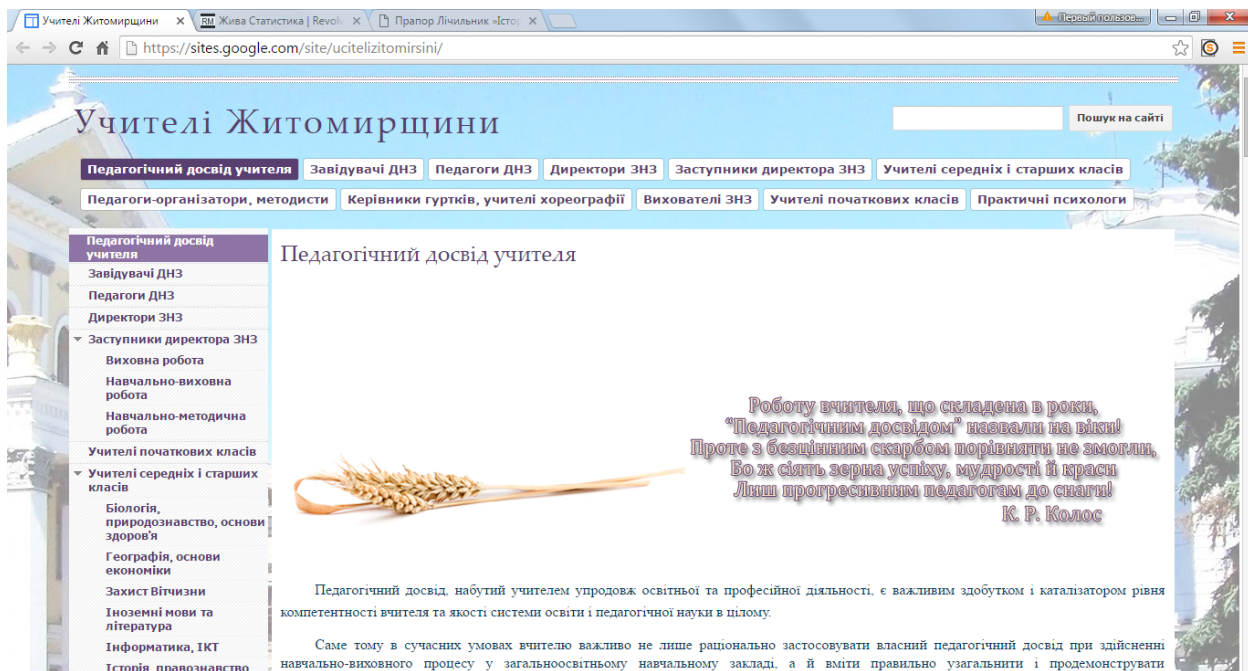 Учителі Житомирщини
Жива Статистика | Revol
Прапор Лічильник »Істор
Первый пользов...
https://sites.google.com/site/ucitelizitomirsini/
Учителі Житомирщини
Пошук на сайті
Педагогічний досвід учителя Завідувачі ДНЗ Педагоги ДНЗ Директори ЗНЗ Заступники директора ЗНЗ Учителі середніх і старших класів
Педагоги-організатори, методисти Керівники гуртків, учителі хореографії Вихователі ЗНЗ Учителі початкових класів Практичні психологи
Педагогічний досвід
учителя
Завідувачі ДНЗ
Педагоги ДНЗ
Директори ЗНЗ
Заступники директора ЗНЗ
Виховна робота
Навчально-виховна
робота
Навчально-методична
робота
Учителі початкових класів
Учителі середніх і старших
класів
Біологія,
природознавство, основи
здоров'я
Географія, основи
економіки
Захист Вітчизни
Іноземні мови та
література
Інформатика, ІКТ
Історія, правознавство
Педагогічний досвід учителя
Роботу вчителя, що складена в роки,
“Педагогічним досвідом” назвали на віки!
Проте з безцінним скарбом порівняти не змогли,
Бо ж сіять зерна успіху, мудрості й краси
Лиш прогресивним педагогам до снаги!
К. Р. Колос
Педагогічний досвід, набутий учителем упродовж освітньої та професійної діяльності, є важливим здобутком і каталізатором рівня
компетентності вчителя та якості системи освіти і педагогічної науки в цілому.
Саме тому в сучасних умовах вчителю важливо не лише раціонально застосовувати власний педагогічний досвід при здійсненні
навчально-виховного процесу у загальноосвітньому навчальному закладі, а й вміти правильно узагальнити і продемонструвати